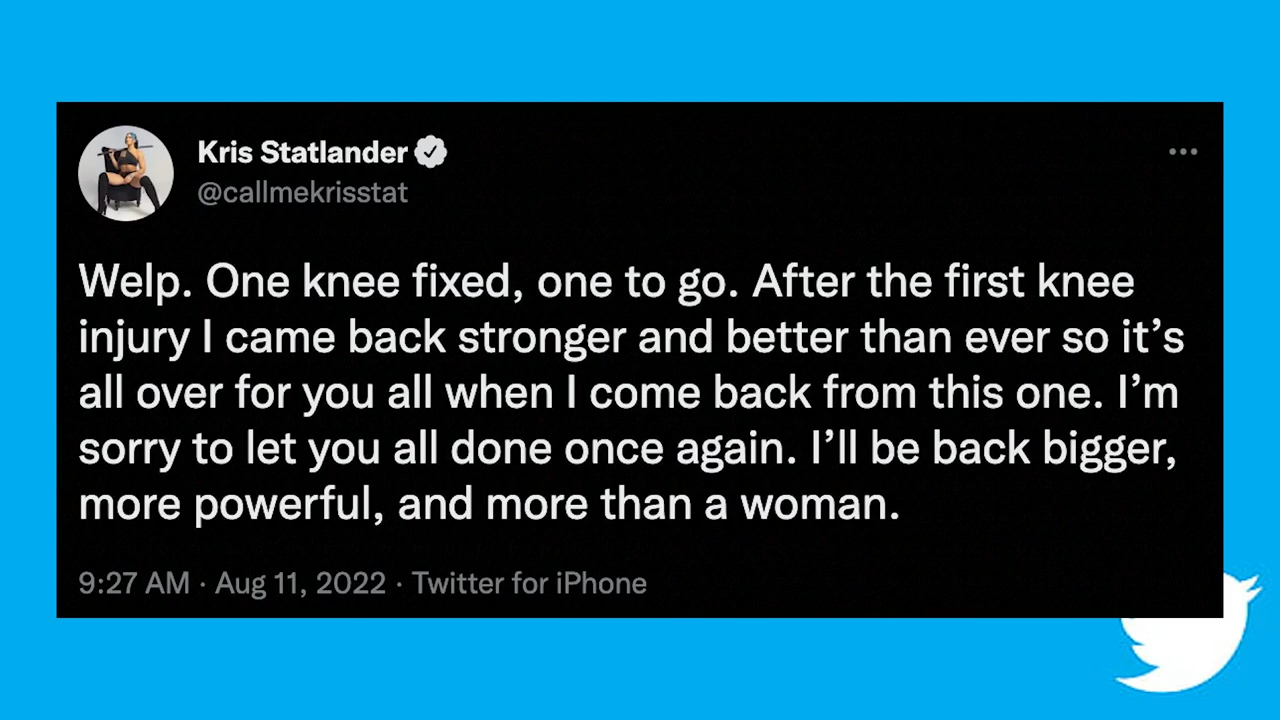 Kris Statlander
@callmekrisstat
Welp. One knee fixed, one to go. After the first knee
injury I came back stronger and better than ever so it’s
all over for you all when I come back from this one. I’m
sorry to let you all done once again. I’ll be back bigger,
more powerful, and more than a woman.
9:27 AM · Aug 11, 2022 · Twitter for iPhone